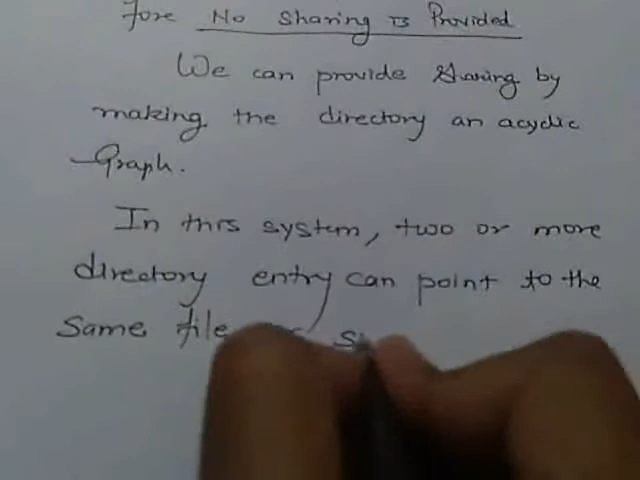 fore No Sharing is Provided
We can provide Sharing by
making the directory an acyclic
Graph.
In this system, two or more
directory entry can point to the
Same file